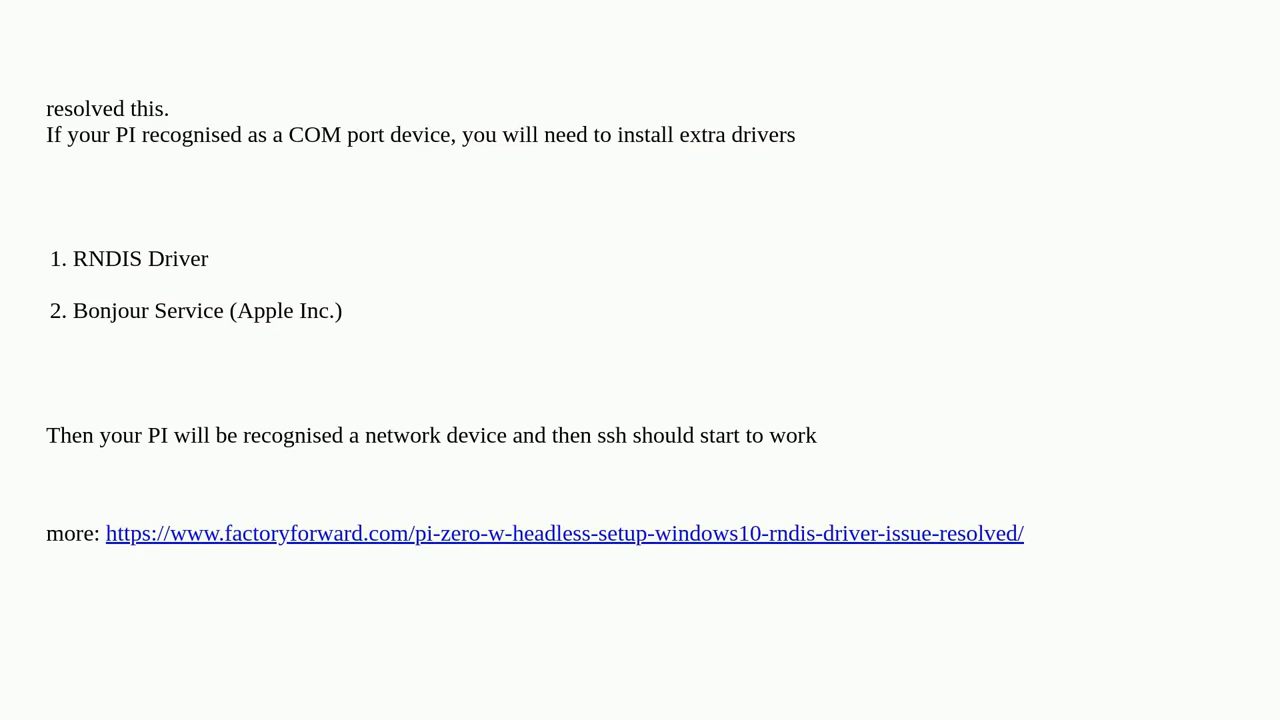 resolved this.
If your PI recognised as a COM port device, you will need to install extra drivers
1. RNDIS Driver
2. Bonjour Service (Apple Inc.)
Then your PI will be recognised a network device and then ssh should start to work
more: https://www.factoryforward.com/pi-zero-w-headless-setup-windows10-rndis-driver-issue-resolved/